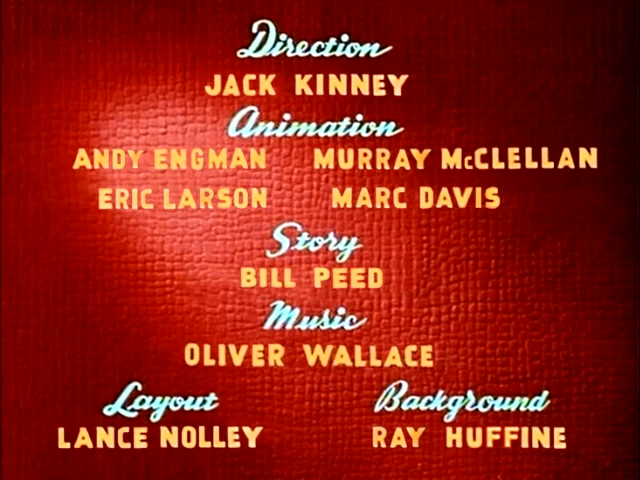 Direction
JACK KINNEY
Animation
ANDY ENGMAN MURRAY McCLELLAN
ERIC LARSON MARC DAVIS
Story
BILL PEED
Music
OLIVER WALLACE
Layout Background
LANCE NOLLEY RAY HUFFINE